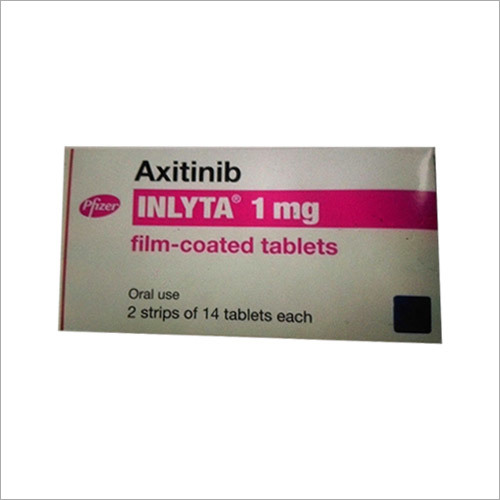 Axitinib
Pfizer
INLYTA® 1 mg
film-coated tablets
Oral use
2 strips of 14 tablets each